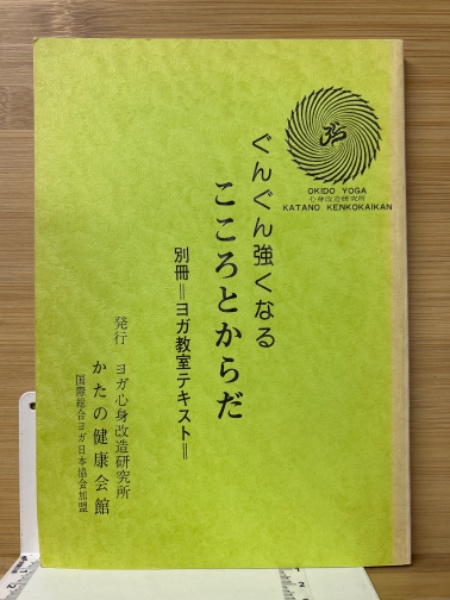 OKIDO YOGA
心身改造研究所
KATANO KENKOKAIKAN
ぐんぐん強くなる
こころとからだ
別冊＝ヨガ教室テキスト＝
発行 ヨガ心身改造研究所
かたの健康会館
国際総合ヨガ日本協会加盟